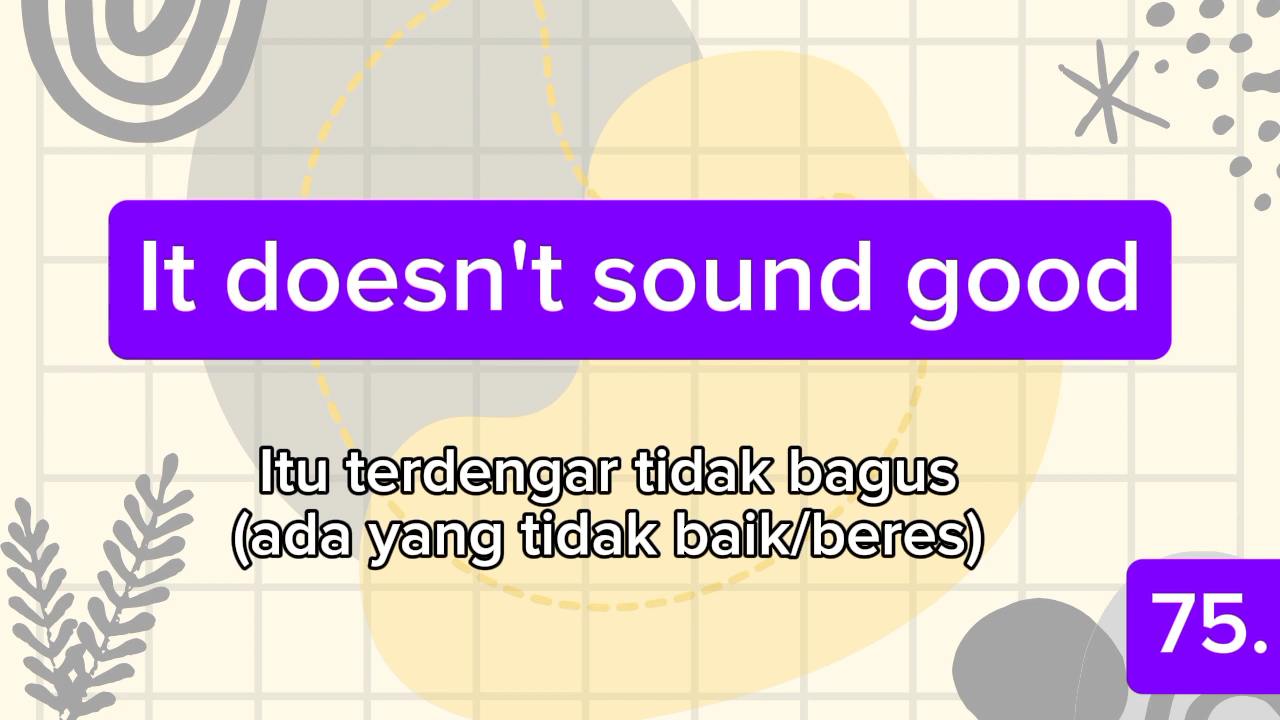 It doesn't sound good
Itu terdengar tidak bagus
(ada yang tidak baik/beres)
75.